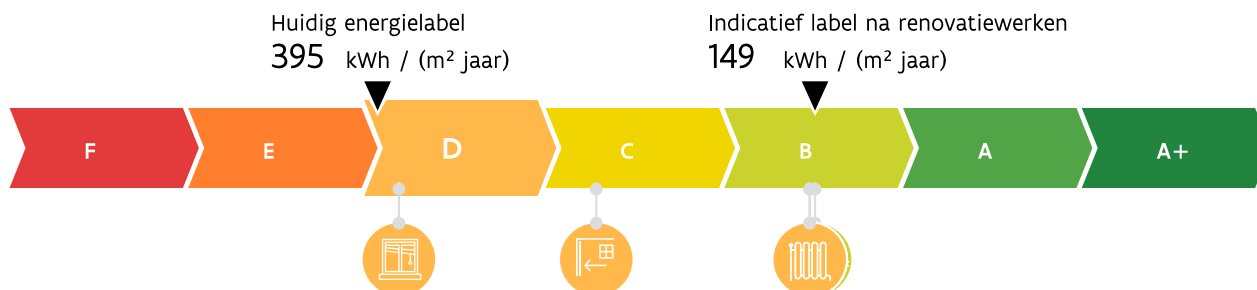 Huidig energielabel
395 kWh / (m² jaar)
Indicatief label na renovatiewerken
149 kWh / (m² jaar)
F E D C B A A+